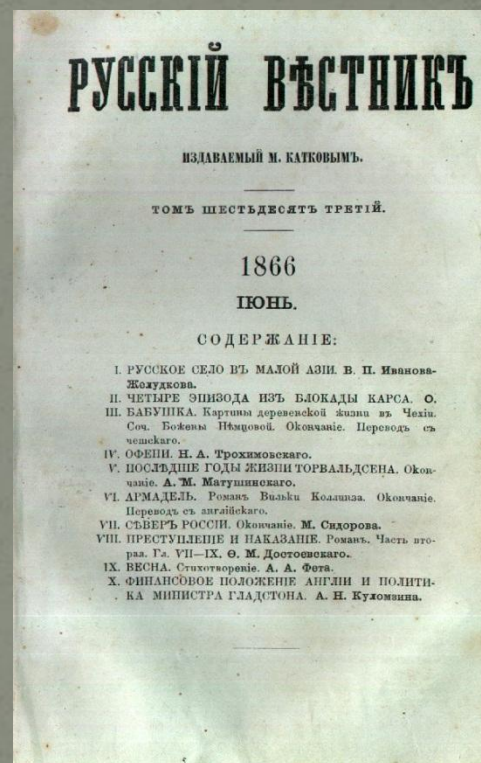 РУССКІЙ ВѢСТНИКЪ
ИЗДАВАЕМЫЙ М. КАТКОВЫМЪ.
ТОМЪ ШЕСТЬДЕСЯТЪ ТРЕТІЙ.
1866
ІЮНЬ.
СОДЕРЖАНІЕ:
I. РУССКОЕ СЕЛО ВЪ МАЛОЙ АЗІИ. В. П. Иванова-
Желудкова.
II. ЧЕТЫРЕ ЭПИЗОДА ИЗЪ БЛОКАДЫ КАРСА. О.
III. БАБУШКА. Картины деревенской жизни въ Чехіи.
Соч. Божены Нѣмцовой. Окончаніе. Переводъ съ
чешскаго.
IV. ОФЕНИ. Н. А. Трохимовскаго.
V. ПОСЛѢДНІЕ ГОДЫ ЖИЗНИ ТОРВАЛЬДСЕНА. Окон-
чаніе. А. М. Матушинскаго.
VI. АРМАДЕЛЬ. Романъ Вильки Коллинза. Окончаніе.
Переводъ съ англійскаго.
VII. СѢВЕРЪ РОССІИ. Окончаніе. М. Сидорова.
VIII. ПРЕСТУПЛЕНІЕ И НАКАЗАНІЕ. Романъ. Часть вто-
рая. Гл. VII—IX. Ѳ. М. Достоевскаго.
IX. ВЕСНА. Стихотвореніе. А. А. Фета.
X. ФИНАНСОВОЕ ПОЛОЖЕНІЕ АНГЛІИ И ПОЛИТИ-
КА МИНИСТРА ГЛАДСТОНА. А. Н. Куломзина.